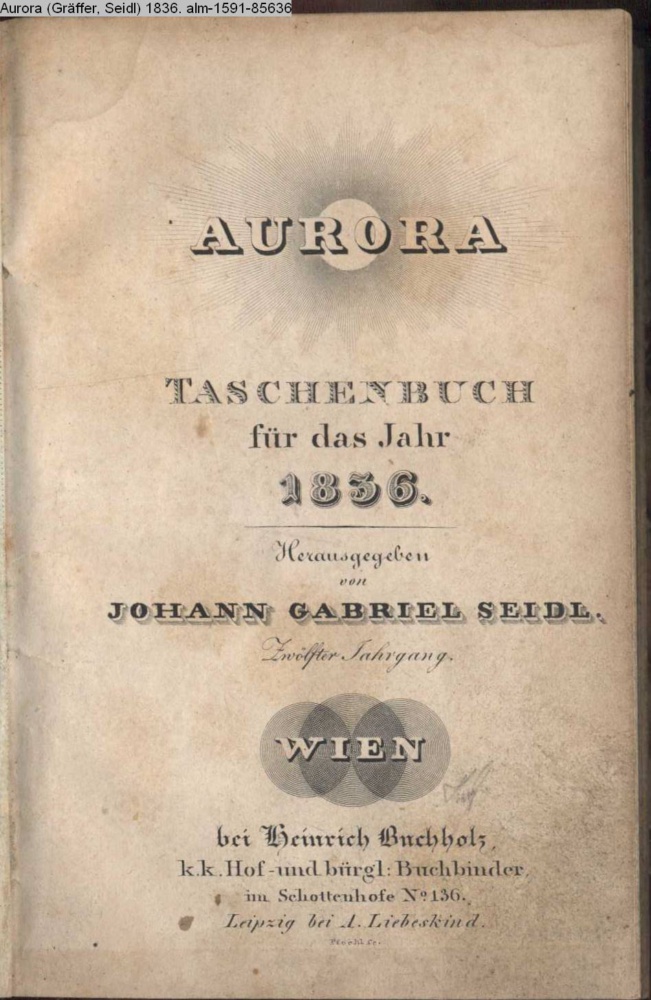 Aurora (Gräffer, Seidl) 1836. alm-1591-85636
AURORA
TASCHENBUCH
für das Jahr
1836.
Herausgegeben
von
JOHANN GABRIEL SEIDL.
Zwölfter Jahrgang.
WIEN
bei Heinrich Buchholz,
k.k. Hof- und bürgl: Buchbinder,
im Schottenhofe No 136.
Leipzig bei A. Liebeskind.